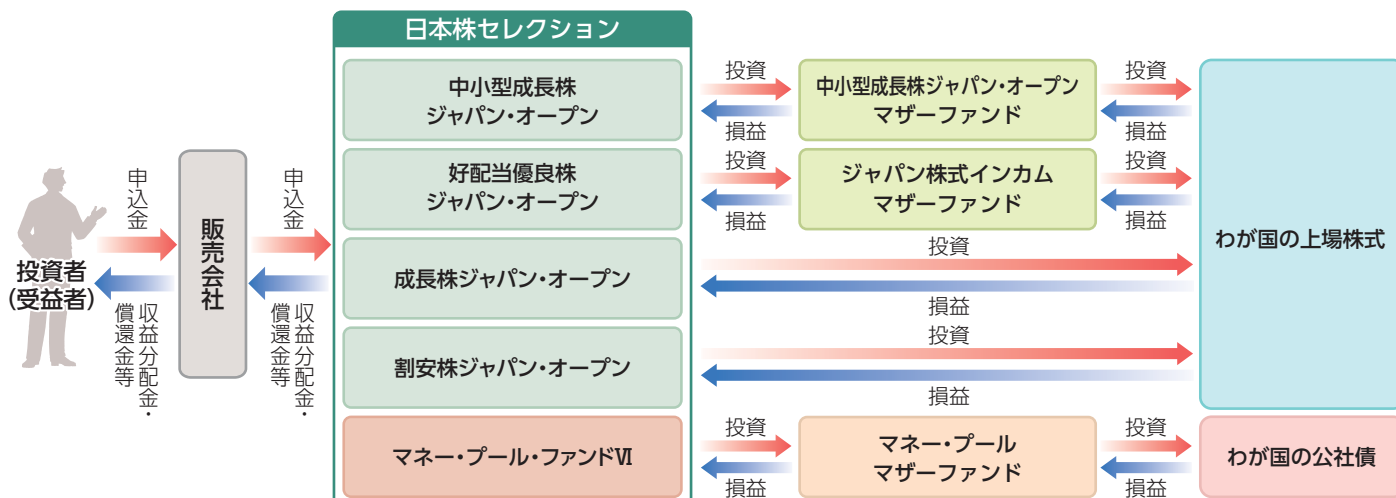 日本株セレクション
申込金
収益分配金・
償還金等
投資者
(受益者)
販売会社
申込金
収益分配金・
償還金等
中小型成長株
ジャパン・オープン
投資
損益
中小型成長株ジャパン・オープン
マザーファンド
投資
損益
好配当優良株
ジャパン・オープン
投資
損益
ジャパン株式インカム
マザーファンド
投資
損益
成長株ジャパン・オープン
投資
損益
割安株ジャパン・オープン
投資
損益
わが国の上場株式
マネー・プール・ファンドⅥ
投資
損益
マネー・プール
マザーファンド
投資
損益
わが国の公社債